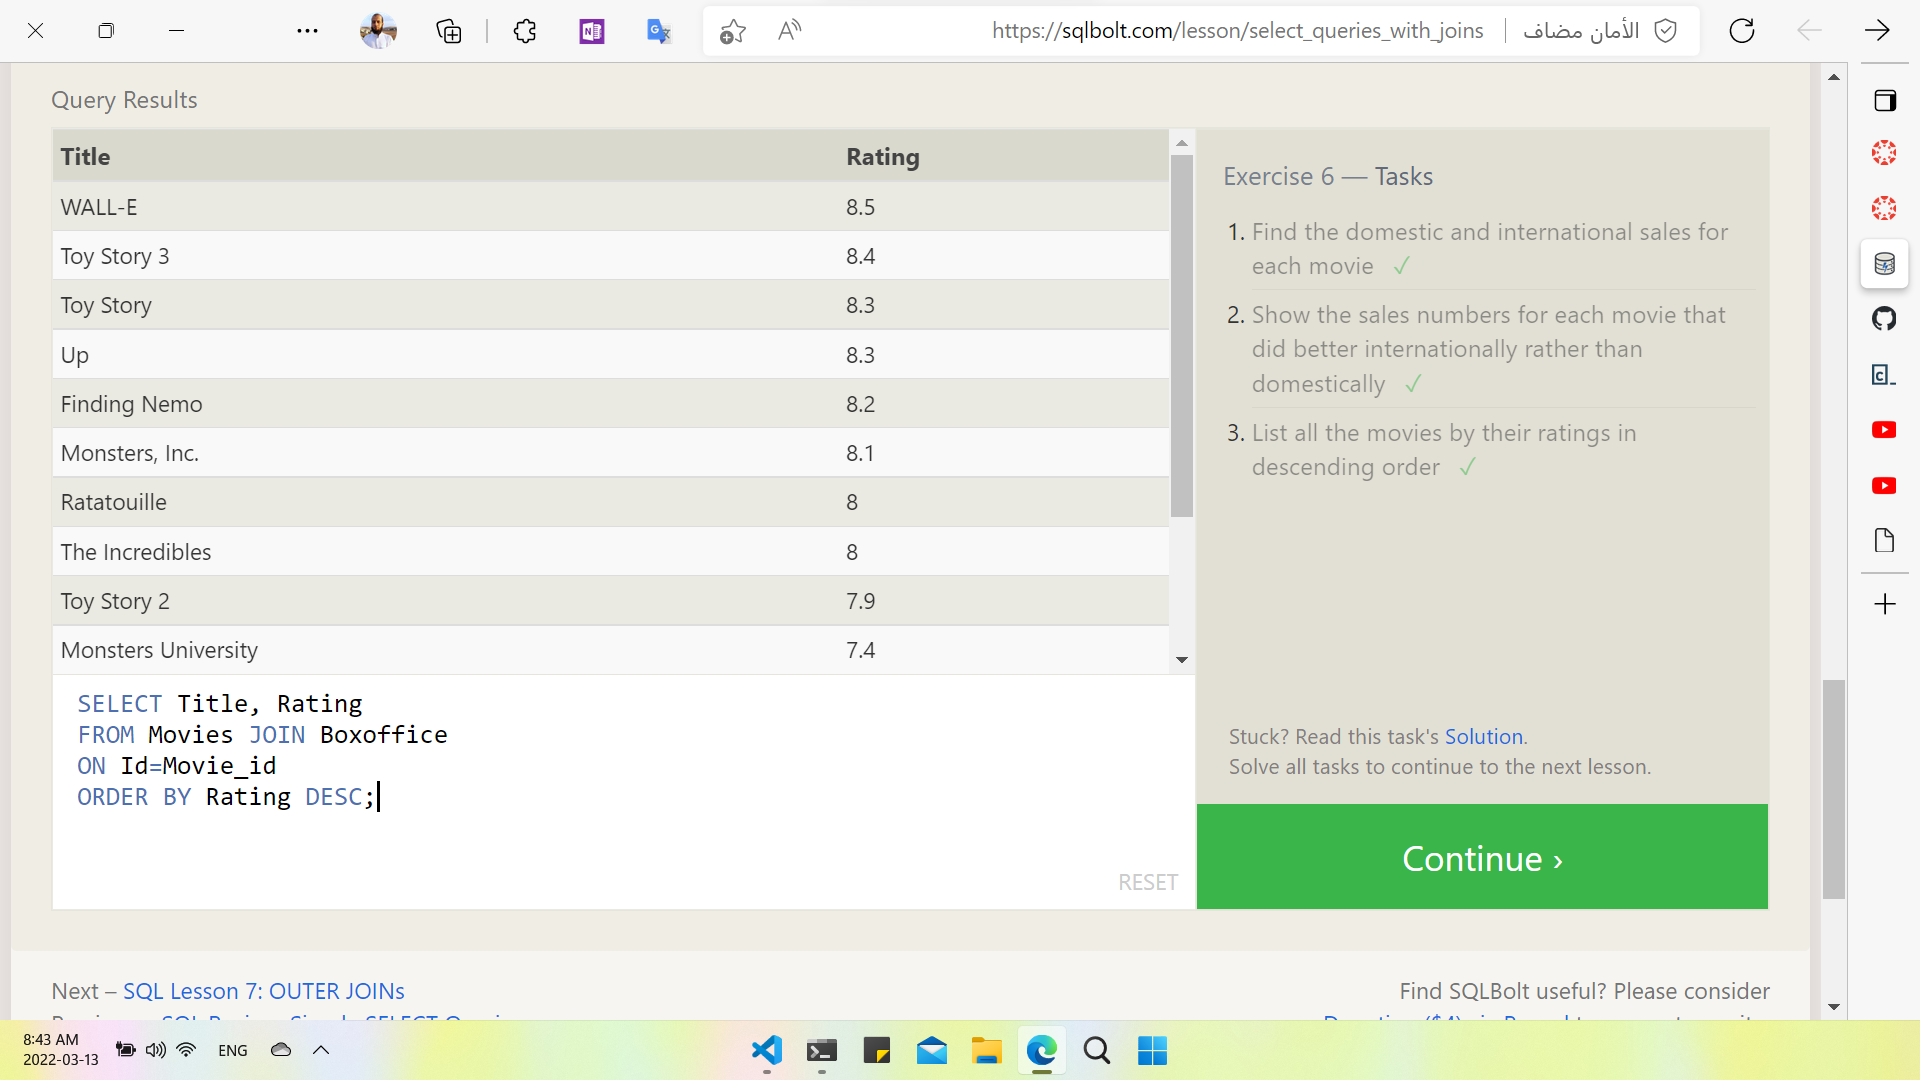 https://sqlbolt.com/lesson/select_queries_with_joins
الأمان مضاف
Query Results
Title Rating
WALL-E 8.5
Toy Story 3 8.4
Toy Story 8.3
Up 8.3
Finding Nemo 8.2
Monsters, Inc. 8.1
Ratatouille 8
The Incredibles 8
Toy Story 2 7.9
Monsters University 7.4
SELECT Title, Rating
FROM Movies JOIN Boxoffice
ON Id=Movie_id
ORDER BY Rating DESC;
RESET
Exercise 6 — Tasks
1. Find the domestic and international sales for
each movie ✓
2. Show the sales numbers for each movie that
did better internationally rather than
domestically ✓
3. List all the movies by their ratings in
descending order ✓
Stuck? Read this task's Solution.
Solve all tasks to continue to the next lesson.
Continue ›
Next – SQL Lesson 7: OUTER JOINs
Find SQLBolt useful? Please consider
8:43 AM
2022-03-13
ENG